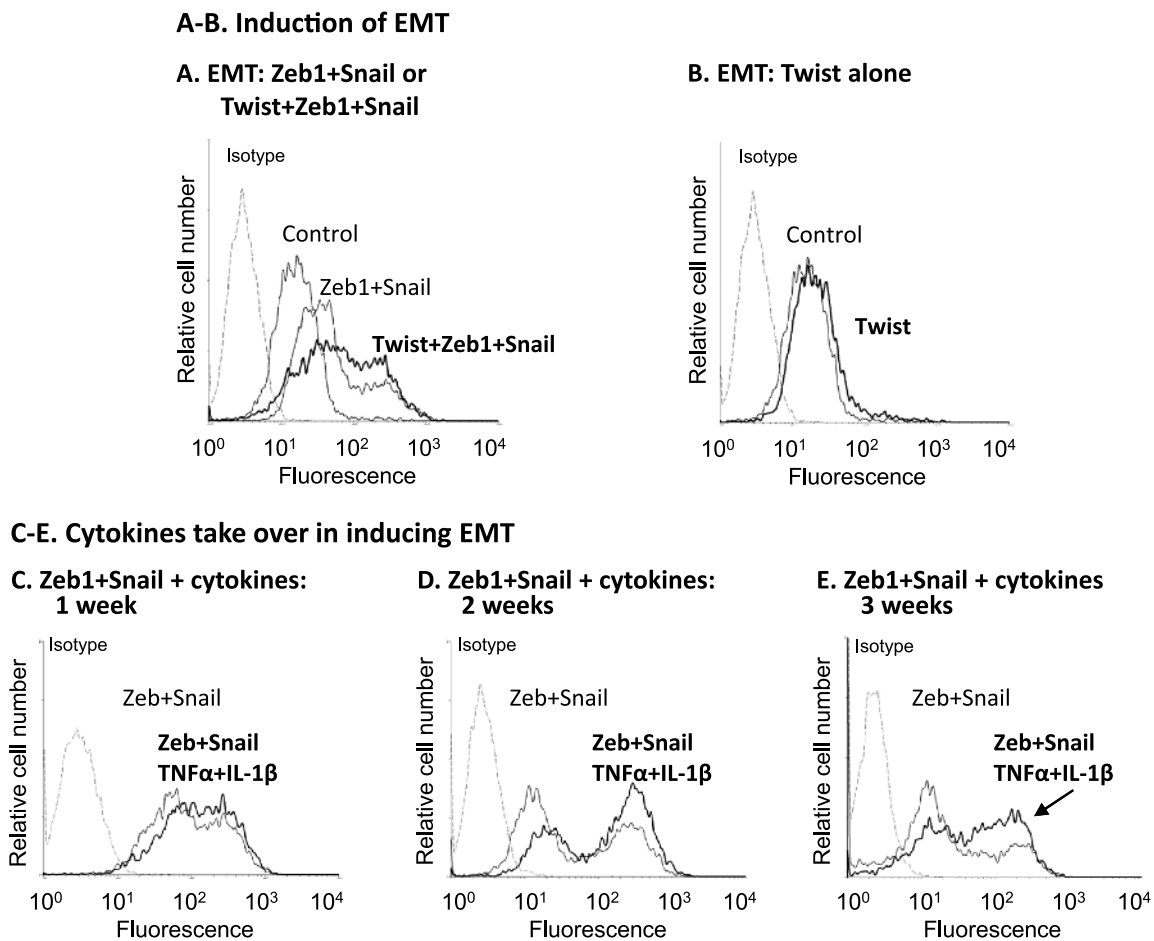 A-B. Induction of EMT
A. EMT: Zeb1+Snail or
Twist+Zeb1+Snail
Relative cell number
Isotype
Control
Zeb1+Snail
Twist+Zeb1+Snail
10⁰ 10¹ 10² 10³ 10⁴
Fluorescence
B. EMT: Twist alone
Relative cell number
Isotype
Control
Twist
10⁰ 10¹ 10² 10³ 10⁴
Fluorescence
C-E. Cytokines take over in inducing EMT
C. Zeb1+Snail + cytokines:
1 week
Relative cell number
Isotype
Zeb+Snail
Zeb+Snail
TNFα+IL-1β
10⁰ 10¹ 10² 10³ 10⁴
Fluorescence
D. Zeb1+Snail + cytokines:
2 weeks
Relative cell number
Isotype
Zeb+Snail
Zeb+Snail
TNFα+IL-1β
10⁰ 10¹ 10² 10³ 10⁴
Fluorescence
E. Zeb1+Snail + cytokines
3 weeks
Relative cell number
Isotype
Zeb+Snail
Zeb+Snail
TNFα+IL-1β
10⁰ 10¹ 10² 10³ 10⁴
Fluorescence